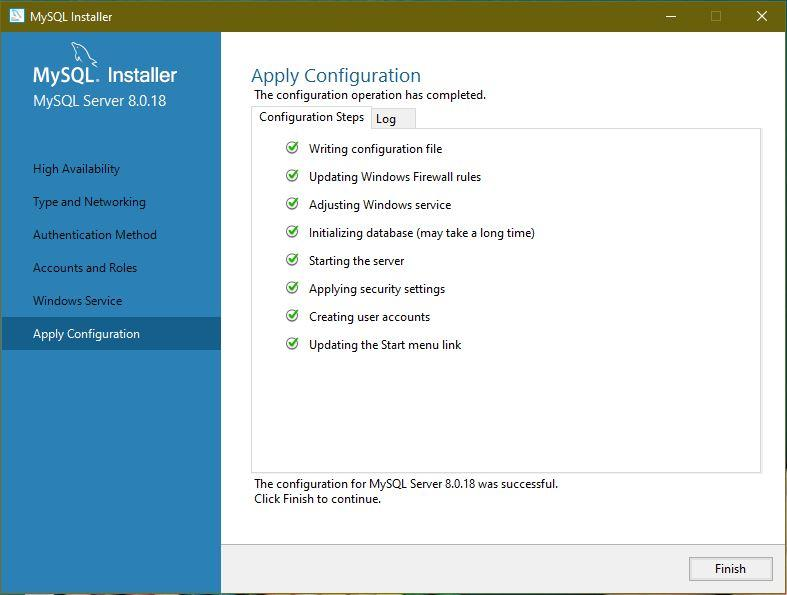 MySQL Installer
MySQL. Installer
MySQL Server 8.0.18
High Availability
Type and Networking
Authentication Method
Accounts and Roles
Windows Service
Apply Configuration
Apply Configuration
The configuration operation has completed.
Configuration Steps
Log
Writing configuration file
Updating Windows Firewall rules
Adjusting Windows service
Initializing database (may take a long time)
Starting the server
Applying security settings
Creating user accounts
Updating the Start menu link
The configuration for MySQL Server 8.0.18 was successful.
Click Finish to continue.
Finish